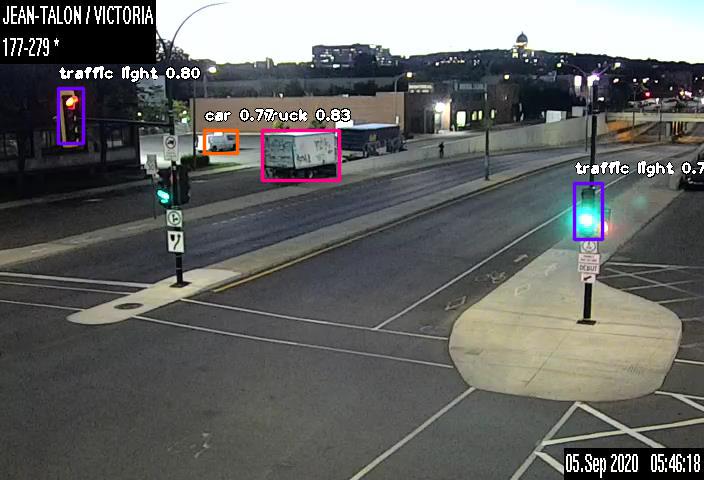 JEAN-TALON / VICTORIA
177-279 *
traffic light 0.80
car 0.77
truck 0.83
traffic light 0.7
DÉBUT
05.Sep 2020 05:46:18